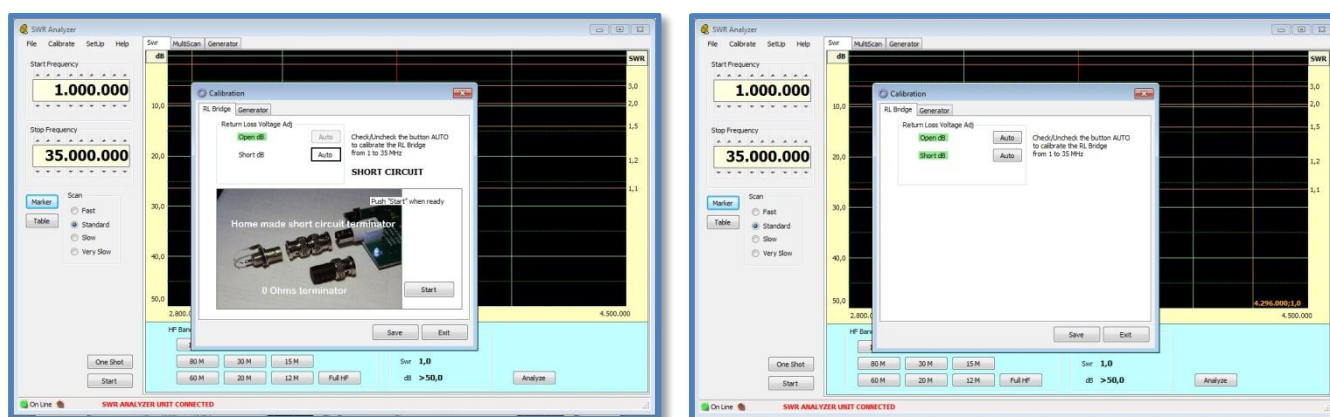 SWR Analyzer
File Calibrate SetUp Help
Swr MultiScan Generator
Start Frequency
1.000.000
Stop Frequency
35.000.000
Marker
Table
Scan
Fast
Standard
Slow
Very Slow
One Shot
Start
dB
10,0
20,0
30,0
40,0
50,0
SWR
3,0
2,0
1,5
1,2
1,1
Calibration
RL Bridge Generator
Return Loss Voltage Adj
Open dB Auto
Short dB Auto
Check/Uncheck the button AUTO
to calibrate the RL Bridge
from 1 to 35 MHz
SHORT CIRCUIT
Push "Start" when ready
Home made short circuit terminator
0 Ohms terminator
Start
Save Exit
4.500.000
80 M 30 M 15 M
60 M 20 M 12 M Full HF
Swr 1,0
dB >50,0
Analyze
On Line SWR ANALYZER UNIT CONNECTED
SWR Analyzer
File Calibrate SetUp Help
Swr MultiScan Generator
Start Frequency
1.000.000
Stop Frequency
35.000.000
Marker
Table
Scan
Fast
Standard
Slow
Very Slow
One Shot
Start
dB
10,0
20,0
30,0
40,0
50,0
SWR
3,0
2,0
1,5
1,2
1,1
Calibration
RL Bridge Generator
Return Loss Voltage Adj
Open dB Auto
Short dB Auto
Check/Uncheck the button AUTO
to calibrate the RL Bridge
from 1 to 35 MHz
Save Exit
4.296.000;1,0
4.500.000
80 M 30 M 15 M
60 M 20 M 12 M Full HF
Swr 1,0
dB >50,0
Analyze
On Line SWR ANALYZER UNIT CONNECTED